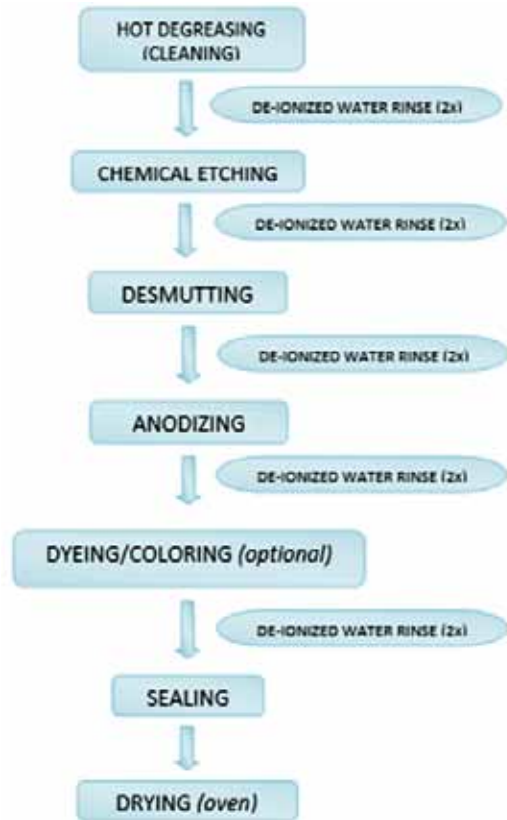 HOT DEGREASING
(CLEANING)
DE-IONIZED WATER RINSE (2x)
CHEMICAL ETCHING
DE-IONIZED WATER RINSE (2x)
DESMUTTING
DE-IONIZED WATER RINSE (2x)
ANODIZING
DE-IONIZED WATER RINSE (2x)
DYEING/COLORING (optional)
DE-IONIZED WATER RINSE (2x)
SEALING
DRYING (oven)